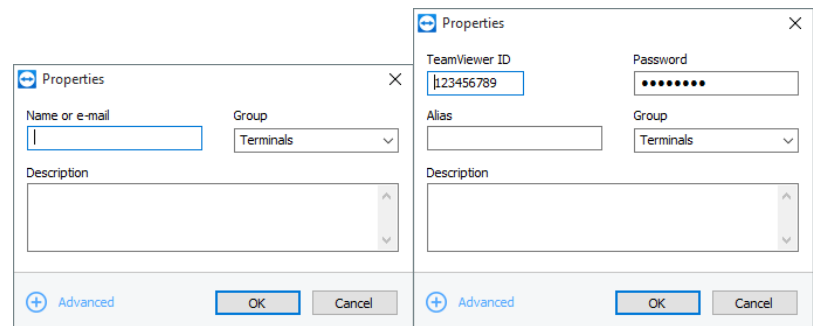 Properties
Name or e-mail
Group
Terminals
Description
Advanced
OK
Cancel
Properties
TeamViewer ID
Password
123456789
••••••••
Alias
Group
Terminals
Description
Advanced
OK
Cancel